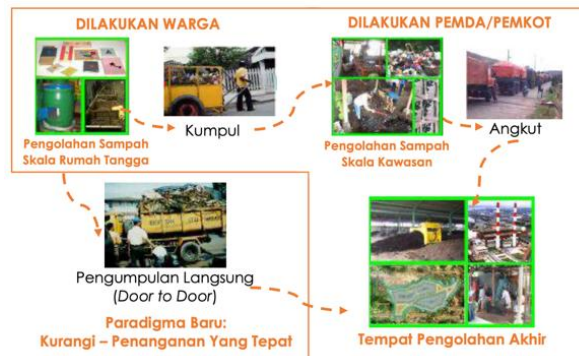 DILAKUKAN WARGA
DILAKUKAN PEMDA/PEMKOT
Kumpul
Angkut
Pengolahan Sampah
Skala Rumah Tangga
Pengolahan Sampah
Skala Kawasan
Pengumpulan Langsung
(Door to Door)
Paradigma Baru:
Kurangi – Penanganan Yang Tepat
Tempat Pengolahan Akhir